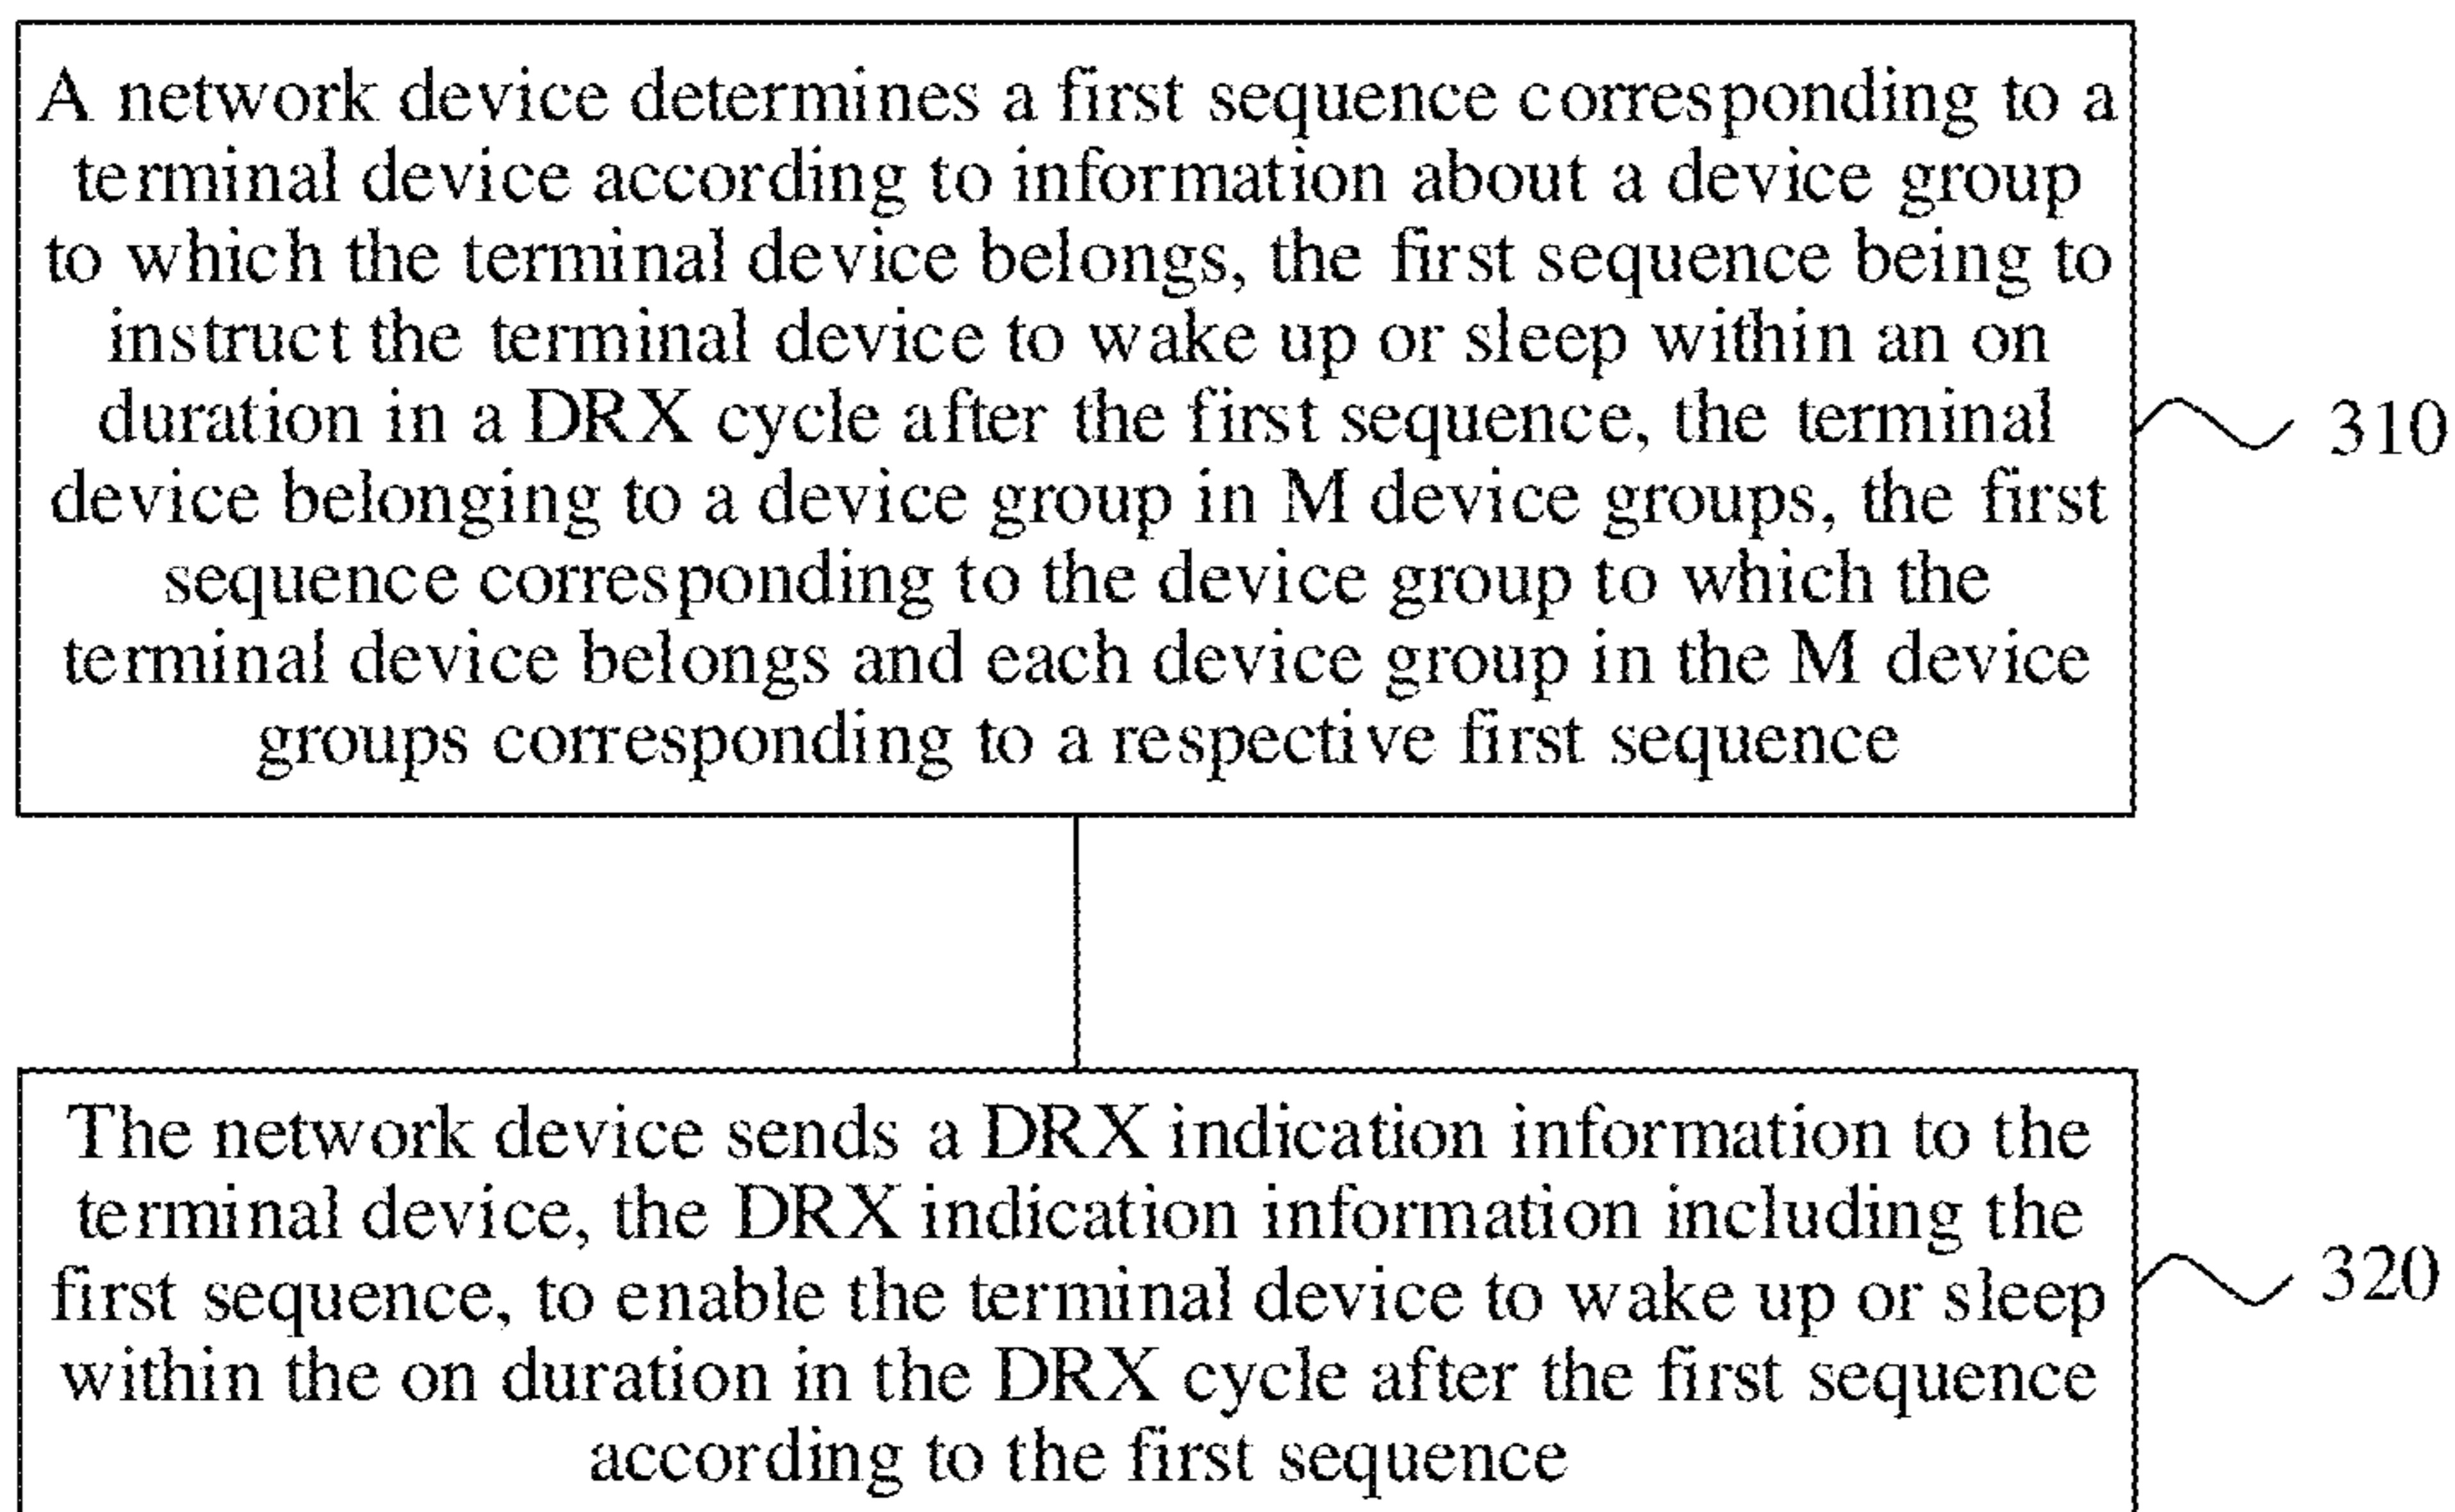 A network device determines a first sequence corresponding to a
terminal device according to information about a device group
to which the terminal device belongs, the first sequence being to
instruct the terminal device to wake up or sleep within an on
duration in a DRX cycle after the first sequence, the terminal
device belonging to a device group in M device groups, the first
sequence corresponding to the device group to which the
terminal device belongs and each device group in the M device
groups corresponding to a respective first sequence
310
The network device sends a DRX indication information to the
terminal device, the DRX indication information including the
first sequence, to enable the terminal device to wake up or sleep
within the on duration in the DRX cycle after the first sequence
according to the first sequence
320